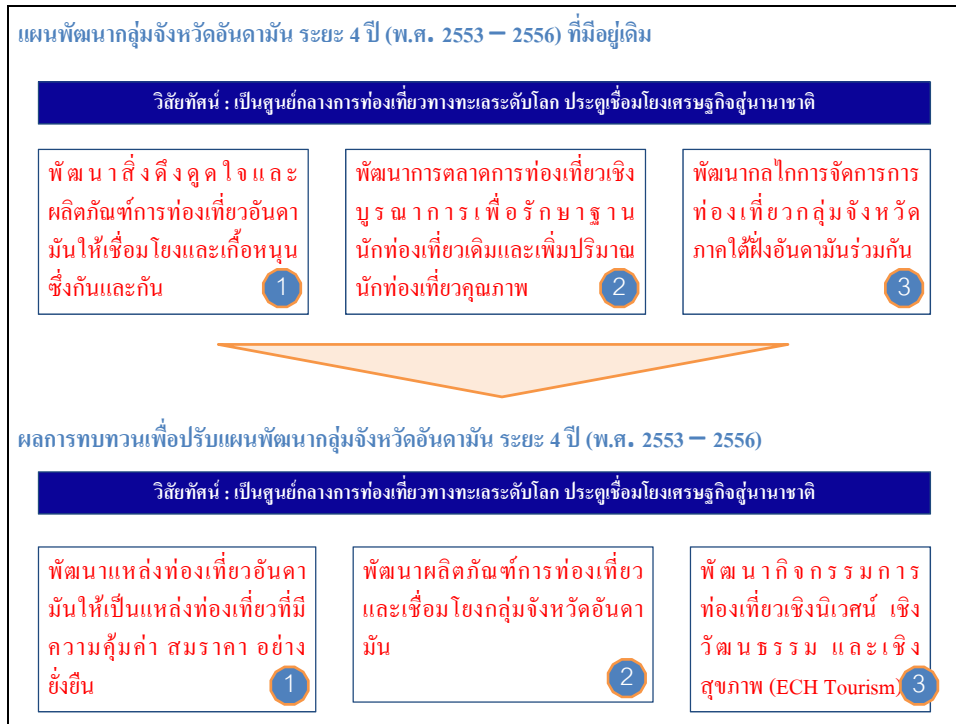 แผนพัฒนากลุ่มจังหวัดอันดามัน ระยะ 4 ปี (พ.ศ. 2553 – 2556) ที่มีอยู่เดิม
วิสัยทัศน์ : เป็นศูนย์กลางการท่องเที่ยวทางทะเลระดับโลก ประตูเชื่อมโยงเศรษฐกิจสู่นานาชาติ
พัฒนาสิ่งดึงดูดใจและ
ผลิตภัณฑ์การท่องเที่ยวอันดา
มันให้เชื่อมโยงและเกื้อหนุน
ซึ่งกันและกัน
1
พัฒนาการตลาดการท่องเที่ยวเชิง
บูรณาการเพื่อรักษาฐาน
นักท่องเที่ยวเดิมและเพิ่มปริมาณ
นักท่องเที่ยวคุณภาพ
2
พัฒนากลไกการจัดการการ
ท่องเที่ยวกลุ่มจังหวัด
ภาคใต้ฝั่งอันดามันร่วมกัน
3
ผลการทบทวนเพื่อปรับแผนพัฒนากลุ่มจังหวัดอันดามัน ระยะ 4 ปี (พ.ศ. 2553 – 2556)
วิสัยทัศน์ : เป็นศูนย์กลางการท่องเที่ยวทางทะเลระดับโลก ประตูเชื่อมโยงเศรษฐกิจสู่นานาชาติ
พัฒนาแหล่งท่องเที่ยวอันดา
มันให้เป็นแหล่งท่องเที่ยวที่มี
ความคุ้มค่า สมราคา อย่าง
ยั่งยืน
1
พัฒนาผลิตภัณฑ์การท่องเที่ยว
และเชื่อมโยงกลุ่มจังหวัดอันดา
มัน
2
พัฒนากิจกรรมการ
ท่องเที่ยวเชิงนิเวศน์ เชิง
วัฒนธรรม และเชิง
สุขภาพ (ECH Tourism)
3